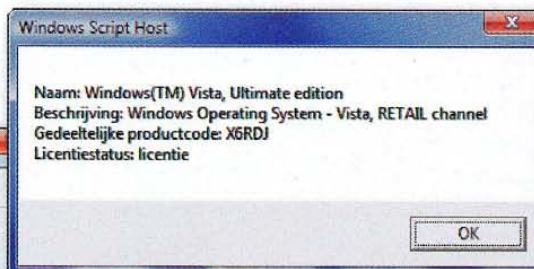 Windows Script Host
Naam: Windows(TM) Vista, Ultimate edition
Beschrijving: Windows Operating System - Vista, RETAIL channel
Gedeeltelijke productcode: X6RDJ
Licentiestatus: licentie
OK